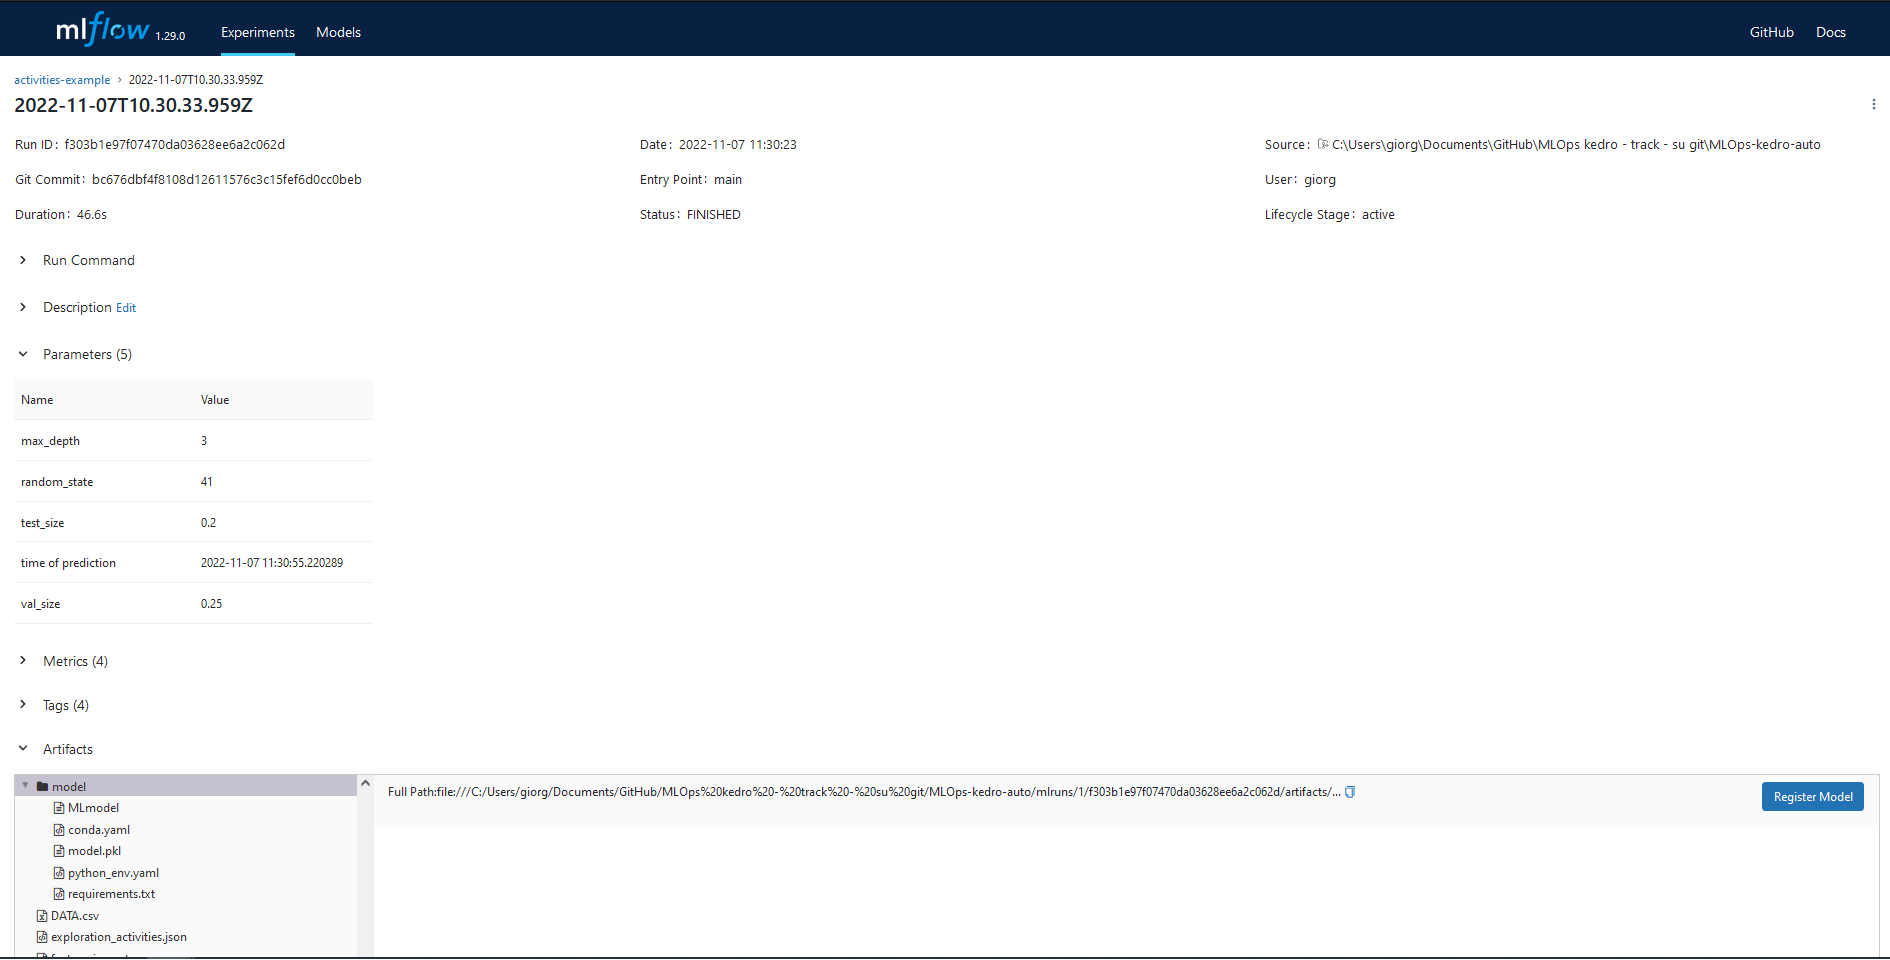 mlflow 1.29.0 Experiments Models GitHub Docs
activities-example › 2022-11-07T10.30.33.959Z
2022-11-07T10.30.33.959Z
Run ID: f303b1e97f07470da03628ee6a2c062d Date: 2022-11-07 11:30:23 Source: C:\Users\giorg\Documents\GitHub\MLOps kedro - track - su git\MLOps-kedro-auto
Git Commit: bc676dbf4f8108d12611576c3c15fef6d0cc0beb Entry Point: main User: giorg
Duration: 46.6s Status: FINISHED Lifecycle Stage: active
Run Command
Description Edit
Parameters (5)
Name Value
max_depth 3
random_state 41
test_size 0.2
time of prediction 2022-11-07 11:30:55.220289
val_size 0.25
Metrics (4)
Tags (4)
Artifacts
model
MLmodel
conda.yaml
model.pkl
python_env.yaml
requirements.txt
DATA.csv
exploration_activities.json
Full Path:file:///C:/Users/giorg/Documents/GitHub/MLOps%20kedro%20-%20track%20-%20su%20git/MLOps-kedro-auto/mlruns/1/f303b1e97f07470da03628ee6a2c062d/artifacts/...
Register Model